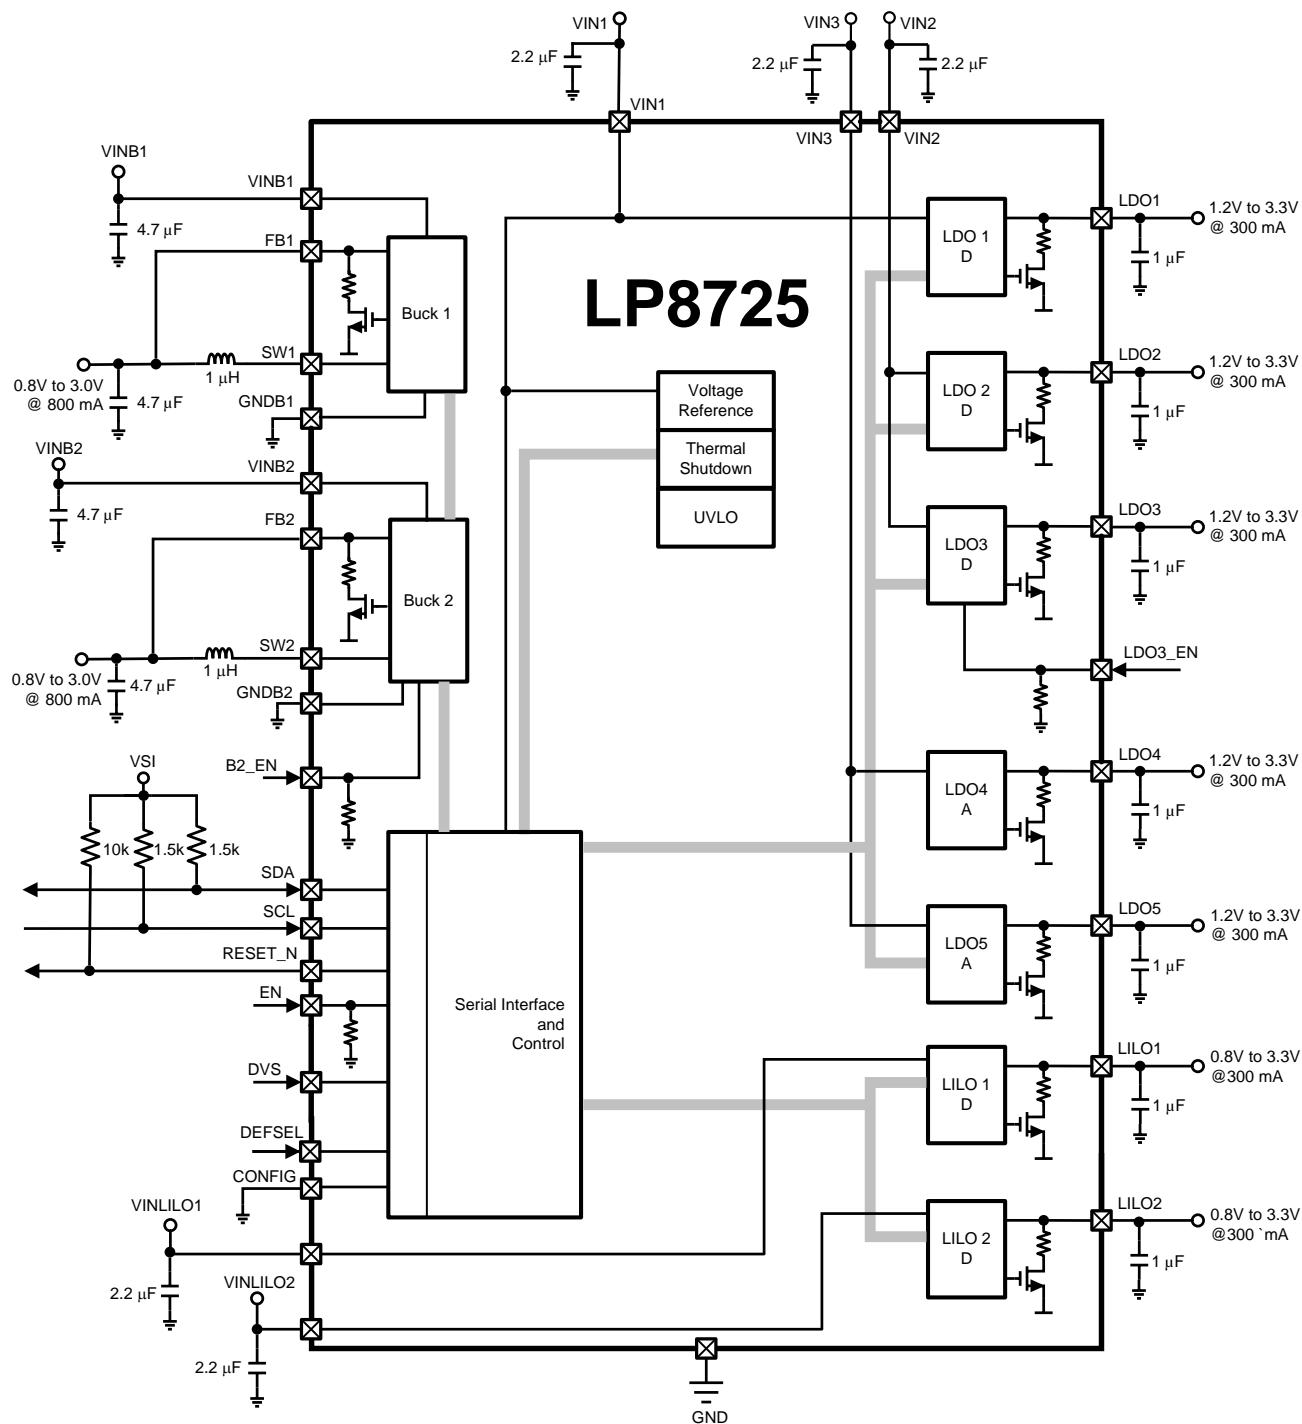 VIN1
VIN3
VIN2
2.2 μF
2.2 μF
2.2 μF
VIN1
VIN3
VIN2
VINB1
VINB1
4.7 μF
FB1
Buck 1
SW1
1 μH
0.8V to 3.0V
@ 800 mA
4.7 μF
GNDB1
VINB2
VINB2
4.7 μF
FB2
Buck 2
SW2
1 μH
0.8V to 3.0V
@ 800 mA
4.7 μF
GNDB2
B2_EN
VSI
10k
1.5k
1.5k
SDA
SCL
RESET_N
EN
DVS
DEFSEL
CONFIG
VINLILO1
2.2 μF
VINLILO2
2.2 μF
LP8725
Voltage
Reference
Thermal
Shutdown
UVLO
Serial Interface
and
Control
LDO 1
D
LDO1
1.2V to 3.3V
@ 300 mA
1 μF
LDO 2
D
LDO2
1.2V to 3.3V
@ 300 mA
1 μF
LDO3
D
LDO3
1.2V to 3.3V
@ 300 mA
1 μF
LDO3_EN
LDO4
A
LDO4
1.2V to 3.3V
@ 300 mA
1 μF
LDO5
A
LDO5
1.2V to 3.3V
@ 300 mA
1 μF
LILO 1
D
LILO1
0.8V to 3.3V
@300 mA
1 μF
LILO 2
D
LILO2
0.8V to 3.3V
@300 `mA
1 μF
GND